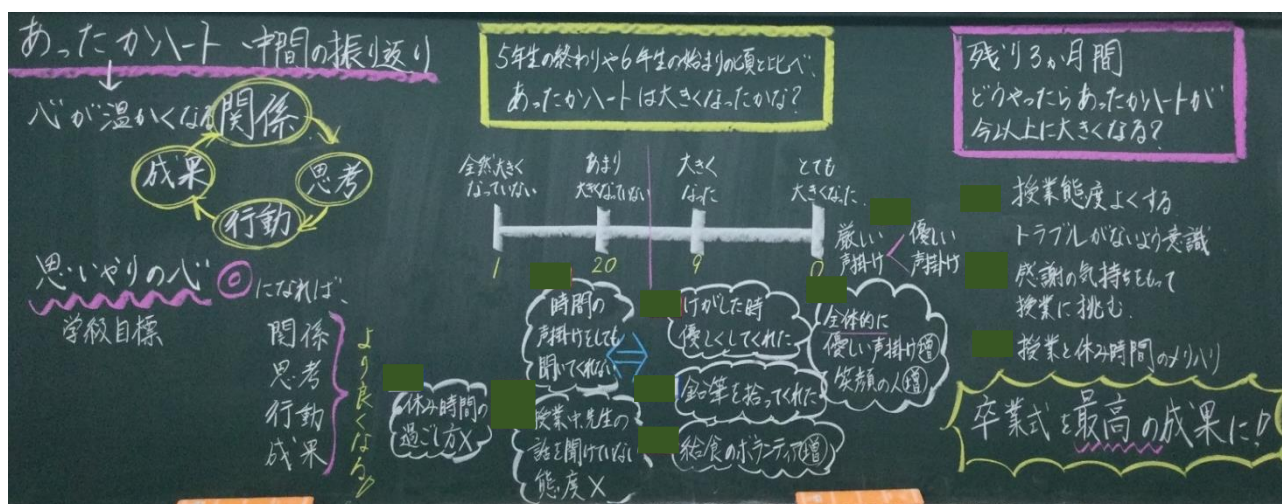 あったかハート 中間の振り返り
心が温かくなる
関係
思考
行動
成果
思いやりの心◎になれば、
学級目標
関係
思考
行動
成果
より良くなる!
5年生の終わりや6年生の始まりの頃と比べ、
あったかハートは大きくなったかな?
全然大きく
なっていない
あまり
大きくなっていない
大きく
なった
とても
大きくなった
1
20
9
0
厳しい
声掛け
<
優しい
声掛け
時間の
声掛けをしても
聞いてくれない
休み時間の
過ごし方×
授業中、先生の
話を聞けていない
態度×
けがした時
優しくしてくれた
鉛筆を拾ってくれた
給食のボランティア増
全体的に
優しい声掛け増
笑顔の人増
残り3か月間
どうやったらあったかハートが
今以上に大きくなる?
授業態度よくする
トラブルがないよう意識
感謝の気持ちをもって
授業に挑む。
授業と休み時間のメリハリ
卒業式を最高の成果に!